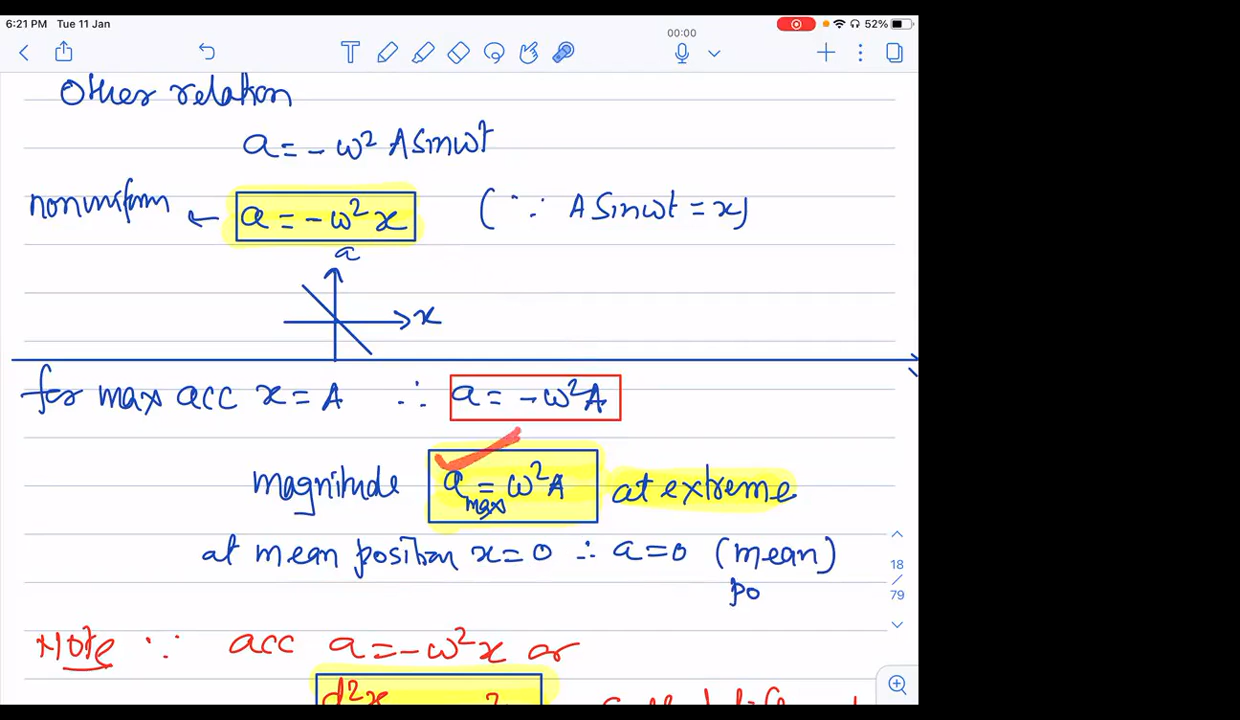 6:21 PM Tue 11 Jan
52%
00:00
Other relation
a = - ω² A Sin ωt
nonuniform ← a = - ω² x (∵ A Sin ωt = x)
a
x
for max acc x = A ∴ a = - ω² A
magnitude a max = ω² A at extreme
at mean position x = 0 ∴ a = 0 (mean)
po
18
/
79
Note ∵ acc a = - ω² x or
d²x